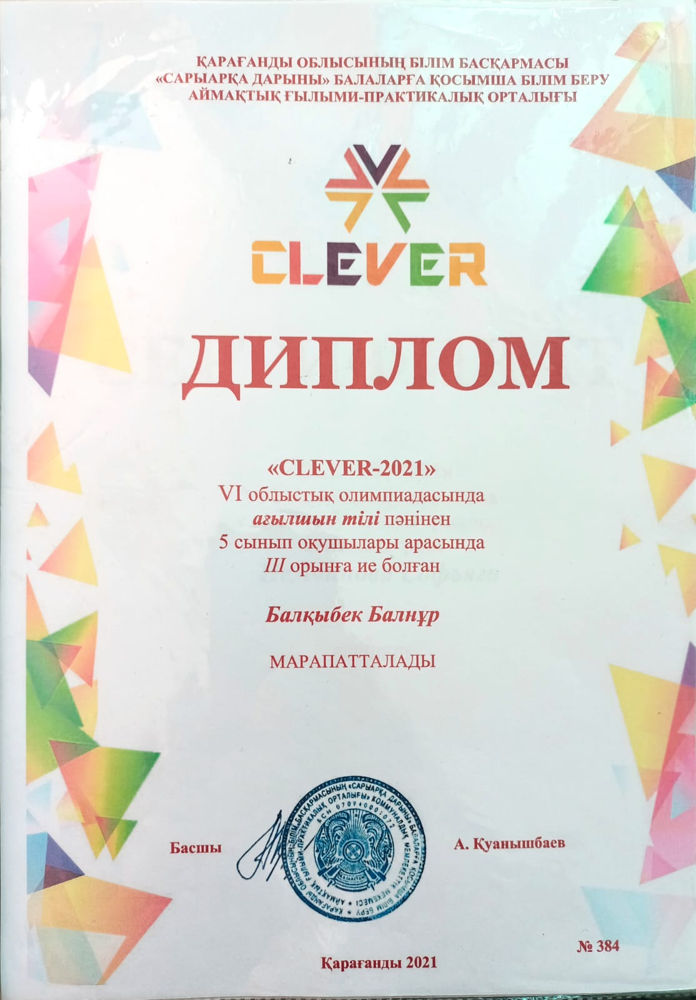 ҚАРАҒАНДЫ ОБЛЫСЫНЫҢ БІЛІМ БАСҚАРМАСЫ
«САРЫАРҚА ДАРЫНЫ» БАЛАЛАРҒА ҚОСЫМША БІЛІМ БЕРУ
АЙМАҚТЫҚ ҒЫЛЫМИ-ПРАКТИКАЛЫҚ ОРТАЛЫҒЫ
CLEVER
ДИПЛОМ
«CLEVER-2021»
VI облыстық олимпиадасында
ағылшын тілі пәнінен
5 сынып оқушылары арасында
III орынға ие болған
Балқыбек Балнұр
МАРАПАТТАЛАДЫ
Басшы
ҚАРАҒАНДЫ ОБЛЫСЫНЫҢ БІЛІМ БАСҚАРМАСЫНЫҢ «САРЫАРҚА ДАРЫНЫ» БАЛАЛАРҒА ҚОСЫМША БІЛІМ БЕРУ
АЙМАҚТЫҚ ҒЫЛЫМИ-ПРАКТИКАЛЫҚ ОРТАЛЫҒЫ» КОММУНАЛДЫҚ МЕМЛЕКЕТТІК МЕКЕМЕСІ
БСН 070940001072
А. Қуанышбаев
№ 384
Қарағанды 2021